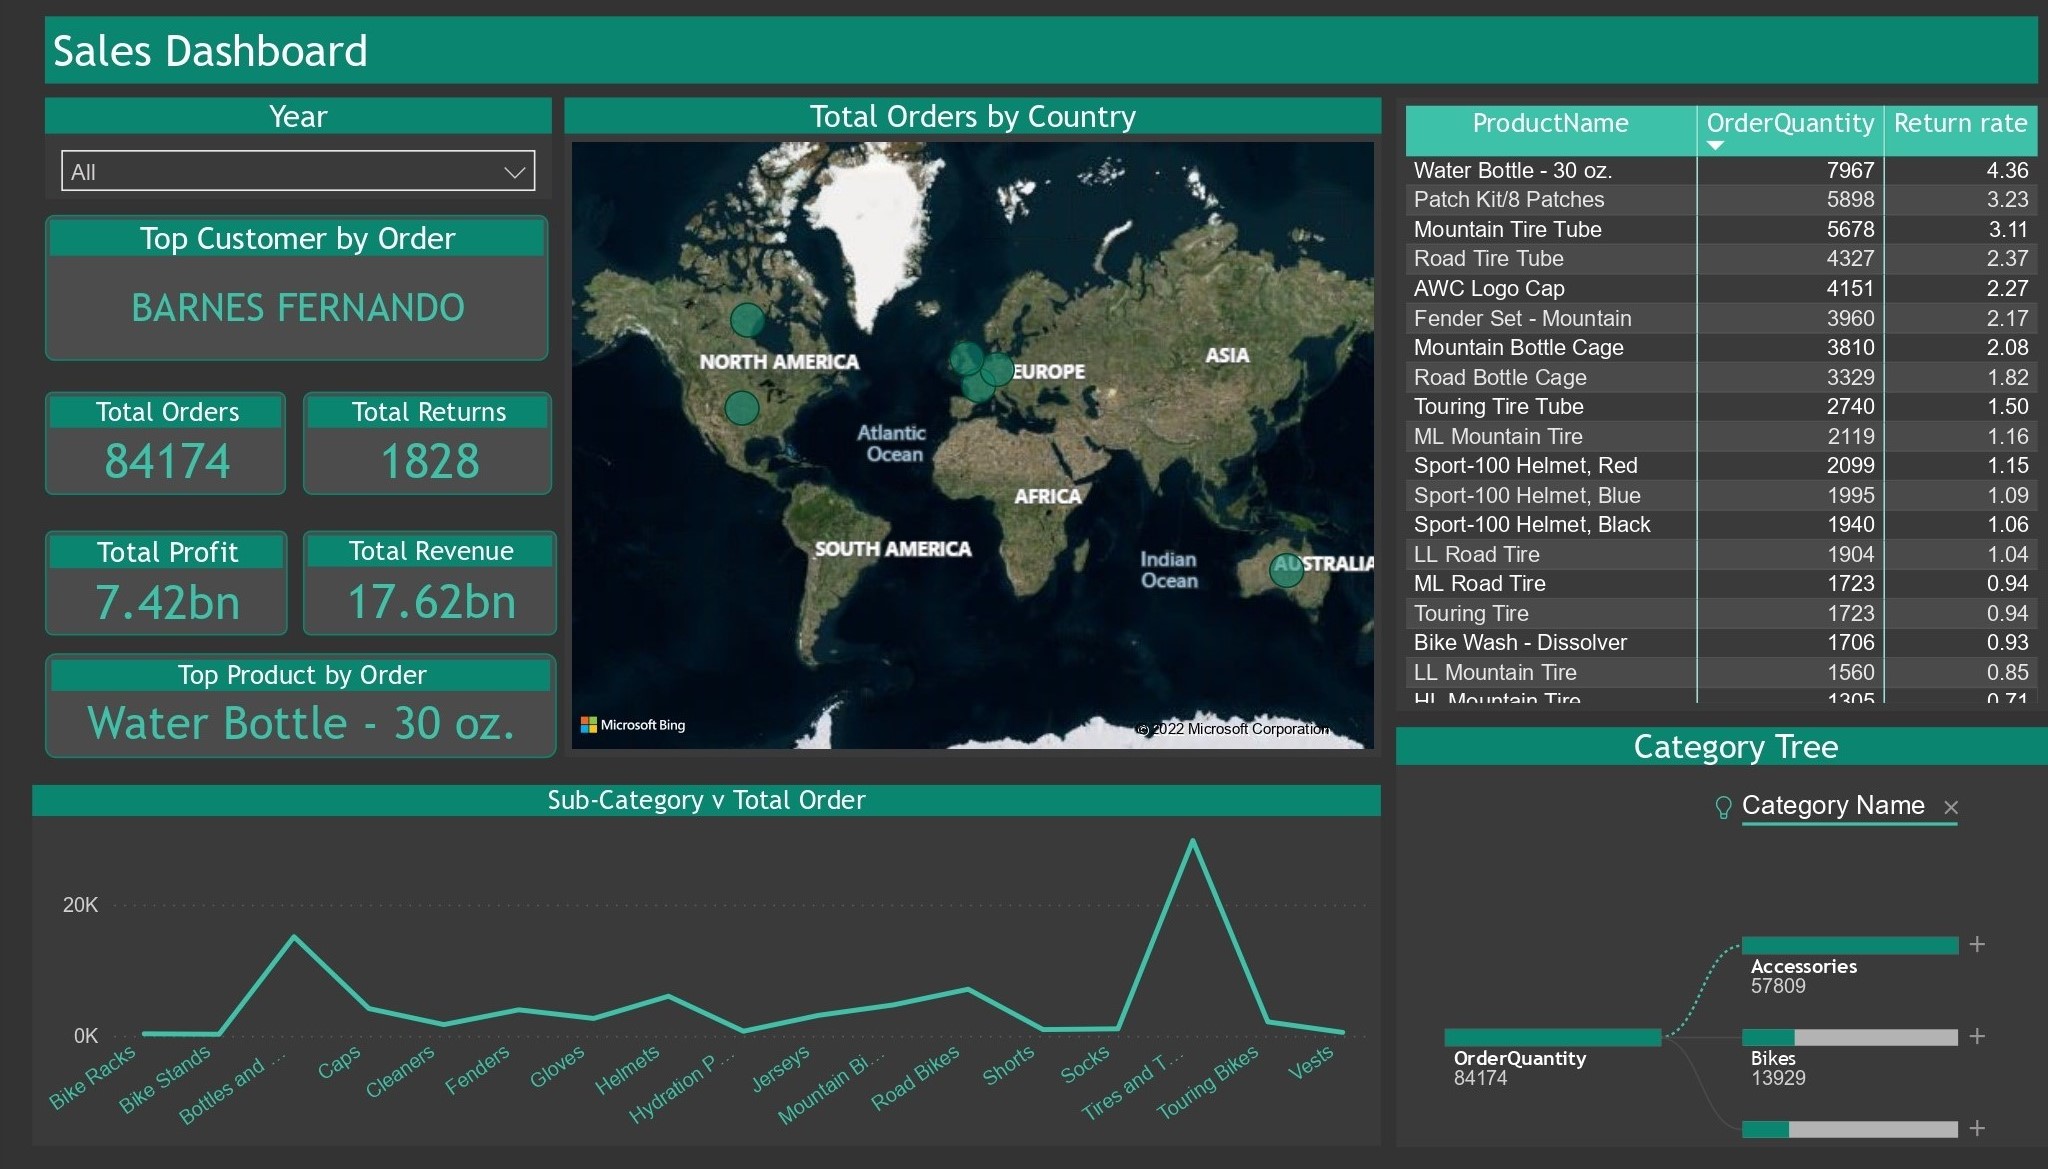 Sales Dashboard
Year
All
Top Customer by Order
BARNES FERNANDO
Total Orders
84174
Total Returns
1828
Total Profit
7.42bn
Total Revenue
17.62bn
Top Product by Order
Water Bottle - 30 oz.
Total Orders by Country
NORTH AMERICA
EUROPE
ASIA
Atlantic
Ocean
AFRICA
SOUTH AMERICA
Indian
Ocean
AUSTRALIA
Microsoft Bing
© 2022 Microsoft Corporation
ProductName OrderQuantity Return rate
Water Bottle - 30 oz. 7967 4.36
Patch Kit/8 Patches 5898 3.23
Mountain Tire Tube 5678 3.11
Road Tire Tube 4327 2.37
AWC Logo Cap 4151 2.27
Fender Set - Mountain 3960 2.17
Mountain Bottle Cage 3810 2.08
Road Bottle Cage 3329 1.82
Touring Tire Tube 2740 1.50
ML Mountain Tire 2119 1.16
Sport-100 Helmet, Red 2099 1.15
Sport-100 Helmet, Blue 1995 1.09
Sport-100 Helmet, Black 1940 1.06
LL Road Tire 1904 1.04
ML Road Tire 1723 0.94
Touring Tire 1723 0.94
Bike Wash - Dissolver 1706 0.93
LL Mountain Tire 1560 0.85
HL Mountain Tire 1305 0.71
Sub-Category v Total Order
20K
0K
Bike Racks
Bike Stands
Bottles and ...
Caps
Cleaners
Fenders
Gloves
Helmets
Hydration P...
Jerseys
Mountain Bi...
Road Bikes
Shorts
Socks
Tires and T...
Touring Bikes
Vests
Category Tree
Category Name
OrderQuantity
84174
Accessories
57809
Bikes
13929